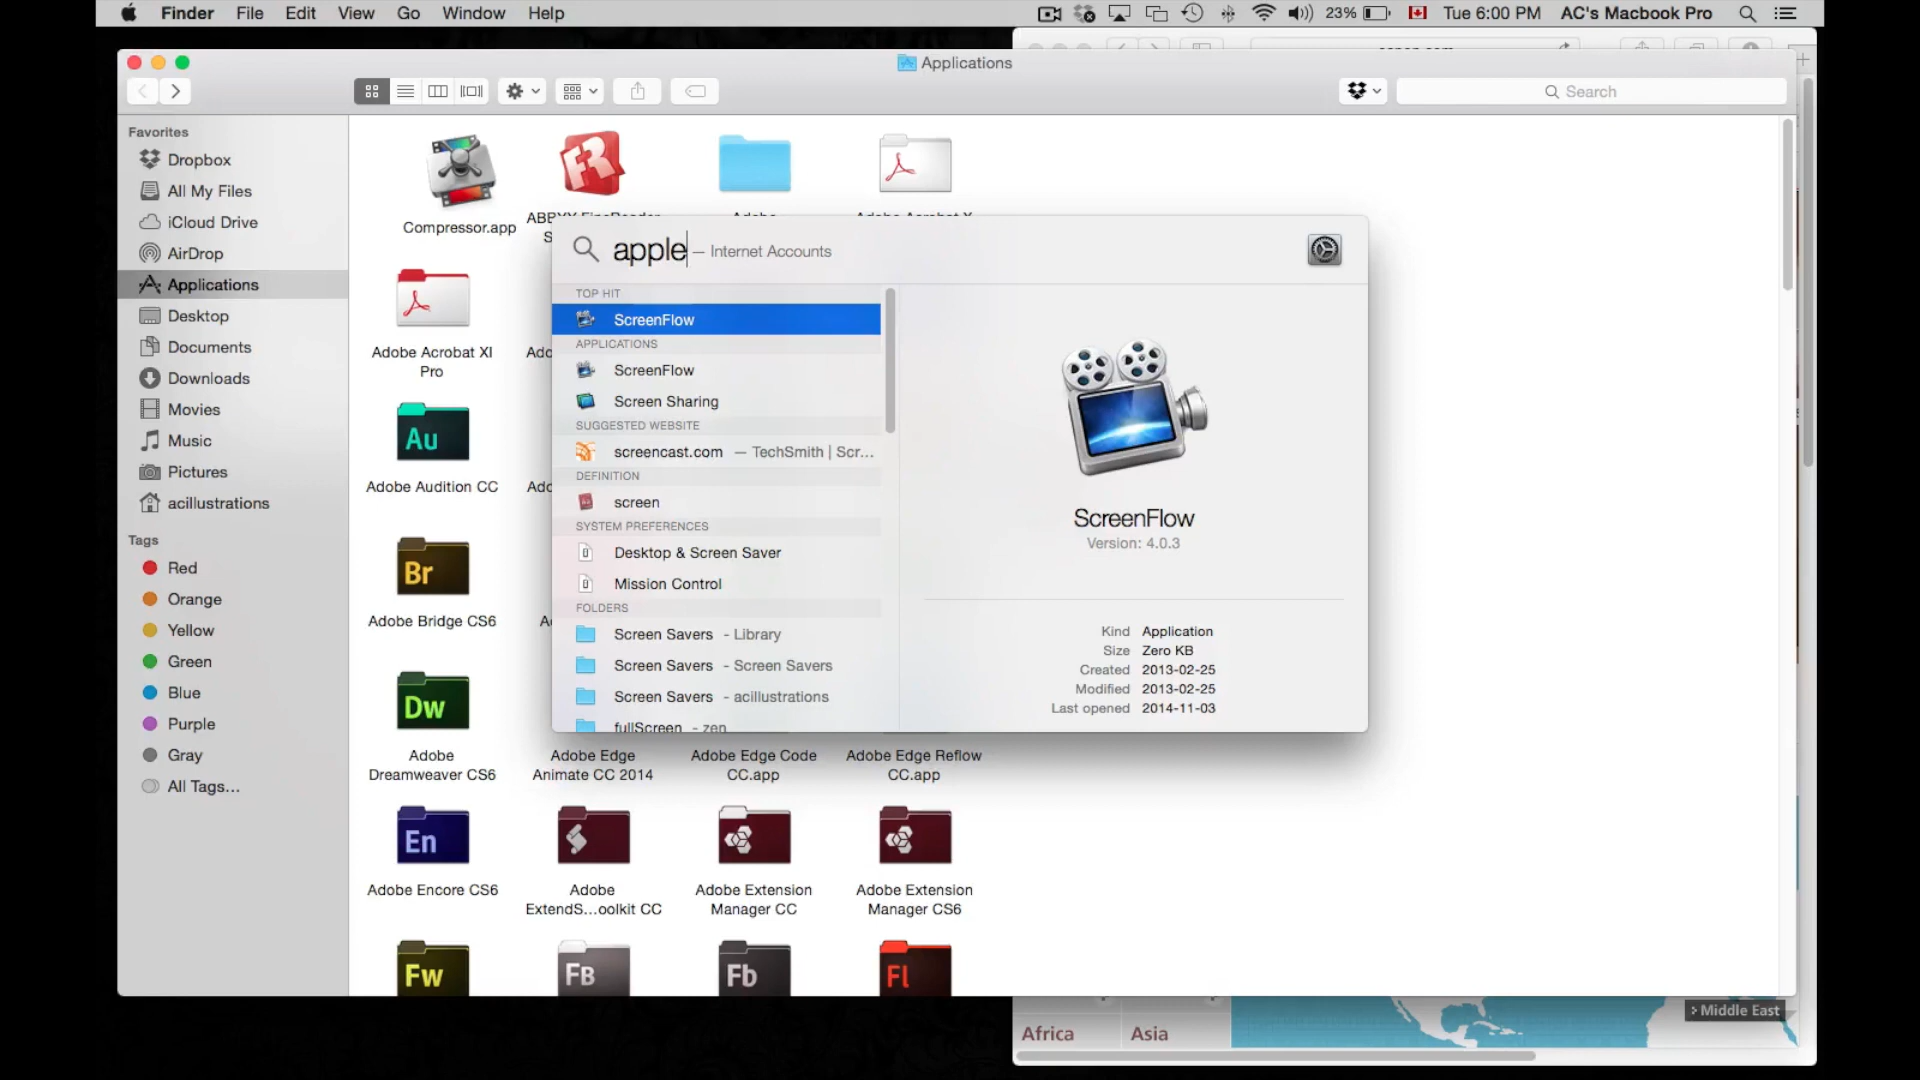 Finder File Edit View Go Window Help 23% Tue 6:00 PM AC's Macbook Pro
Applications
Search
Favorites
Dropbox
All My Files
iCloud Drive
AirDrop
Applications
Desktop
Documents
Downloads
Movies
Music
Pictures
acillustrations
Tags
Red
Orange
Yellow
Green
Blue
Purple
Gray
All Tags...
Compressor.app
Adobe Acrobat XI
Pro
Au
Adobe Audition CC
Br
Adobe Bridge CS6
Dw
Adobe
Dreamweaver CS6
Adobe Edge
Animate CC 2014
Adobe Edge Code
CC.app
Adobe Edge Reflow
CC.app
En
Adobe Encore CS6
Adobe
ExtendS...oolkit CC
Adobe Extension
Manager CC
Adobe Extension
Manager CS6
Fw
FB
Fb
Fl
apple — Internet Accounts
TOP HIT
ScreenFlow
APPLICATIONS
ScreenFlow
Screen Sharing
SUGGESTED WEBSITE
screencast.com — TechSmith | Scr...
DEFINITION
screen
SYSTEM PREFERENCES
Desktop & Screen Saver
Mission Control
FOLDERS
Screen Savers - Library
Screen Savers - Screen Savers
Screen Savers - acillustrations
fullScreen - zen
ScreenFlow
Version: 4.0.3
Kind Application
Size Zero KB
Created 2013-02-25
Modified 2013-02-25
Last opened 2014-11-03
Middle East
Africa Asia